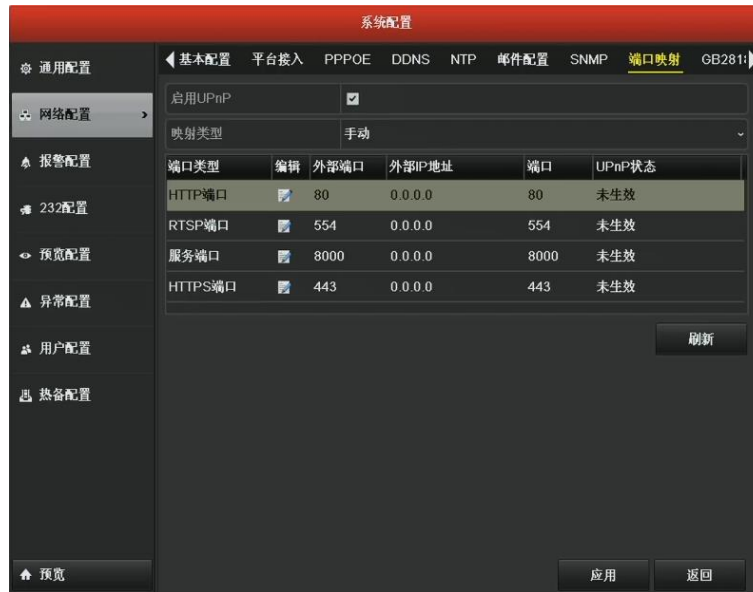 系统配置
通用配置
网络配置
报警配置
232配置
预览配置
异常配置
用户配置
热备配置
预览
基本配置 平台接入 PPPOE DDNS NTP 邮件配置 SNMP 端口映射 GB2818
启用UPnP
映射类型 手动
端口类型 编辑 外部端口 外部IP地址 端口 UPnP状态
HTTP端口 80 0.0.0.0 80 未生效
RTSP端口 554 0.0.0.0 554 未生效
服务端口 8000 0.0.0.0 8000 未生效
HTTPS端口 443 0.0.0.0 443 未生效
刷新
应用 返回